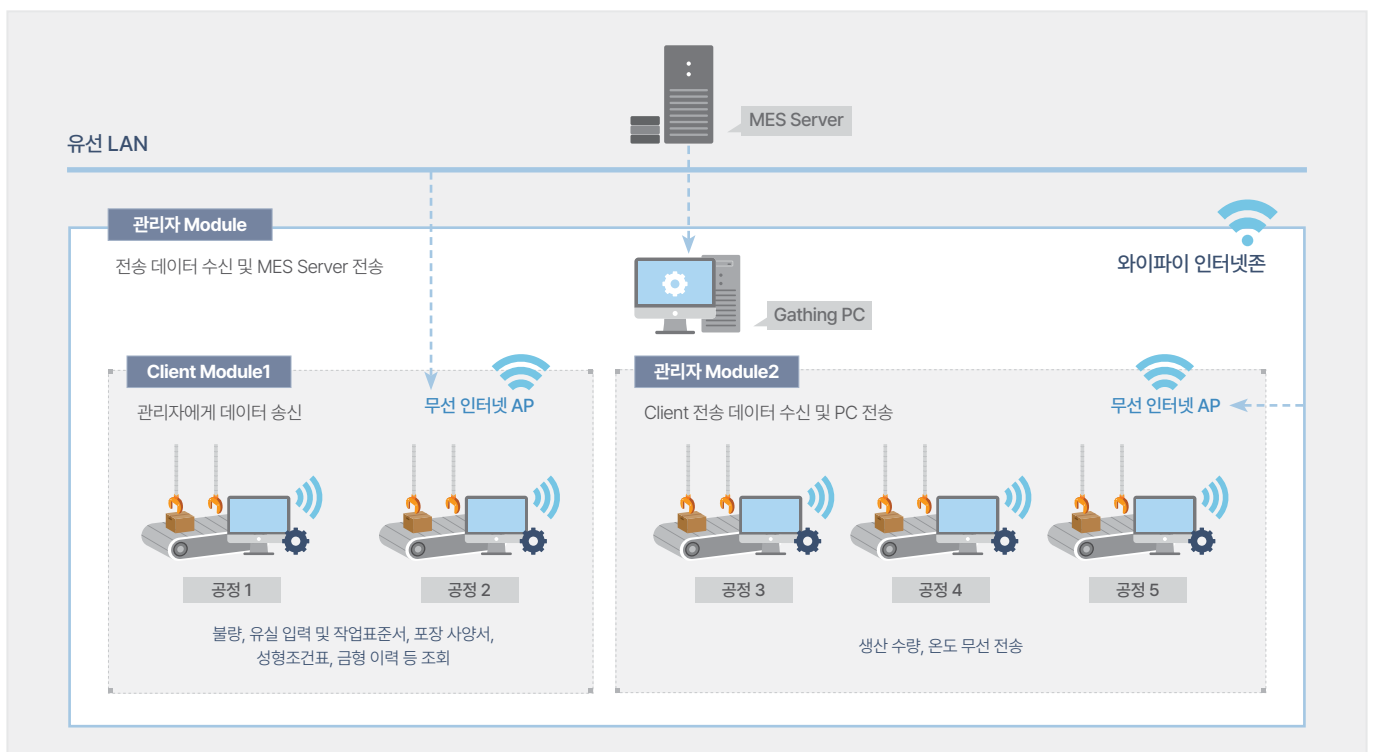 MES Server
유선 LAN
관리자 Module
전송 데이터 수신 및 MES Server 전송
와이파이 인터넷존
Gathing PC
Client Module1
관리자에게 데이터 송신
무선 인터넷 AP
관리자 Module2
Client 전송 데이터 수신 및 PC 전송
무선 인터넷 AP
공정 1
공정 2
공정 3
공정 4
공정 5
불량, 유실 입력 및 작업표준서, 포장 사양서,
성형조건표, 금형 이력 등 조회
생산 수량, 온도 무선 전송